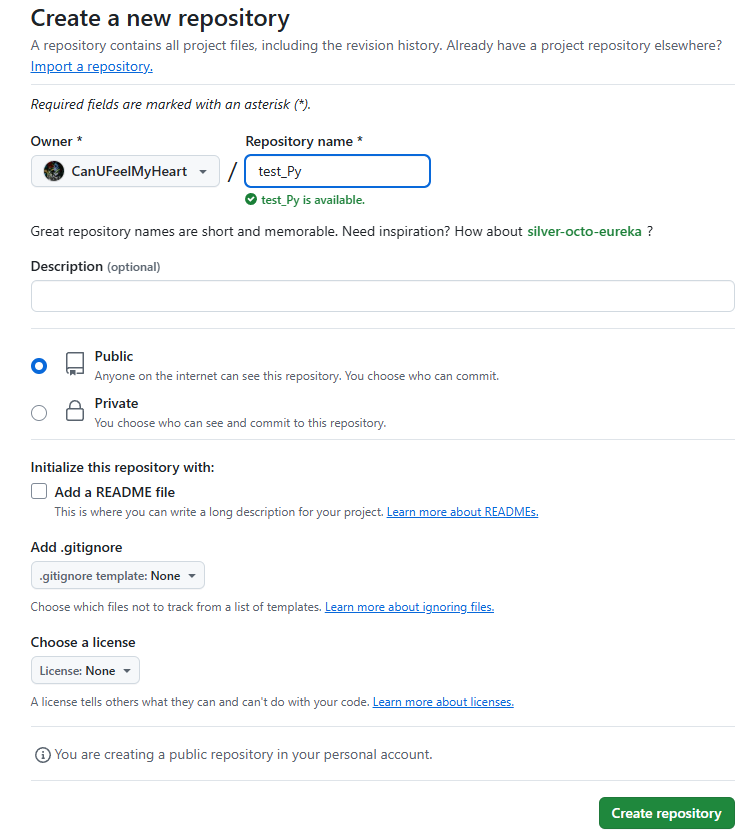 Create a new repository
A repository contains all project files, including the revision history. Already have a project repository elsewhere?
Import a repository.
Required fields are marked with an asterisk (*).
Owner * Repository name *
CanUFeelMyHeart / test_Py
test_Py is available.
Great repository names are short and memorable. Need inspiration? How about silver-octo-eureka ?
Description (optional)
Public
Anyone on the internet can see this repository. You choose who can commit.
Private
You choose who can see and commit to this repository.
Initialize this repository with:
Add a README file
This is where you can write a long description for your project. Learn more about READMEs.
Add .gitignore
.gitignore template: None
Choose which files not to track from a list of templates. Learn more about ignoring files.
Choose a license
License: None
A license tells others what they can and can't do with your code. Learn more about licenses.
You are creating a public repository in your personal account.
Create repository